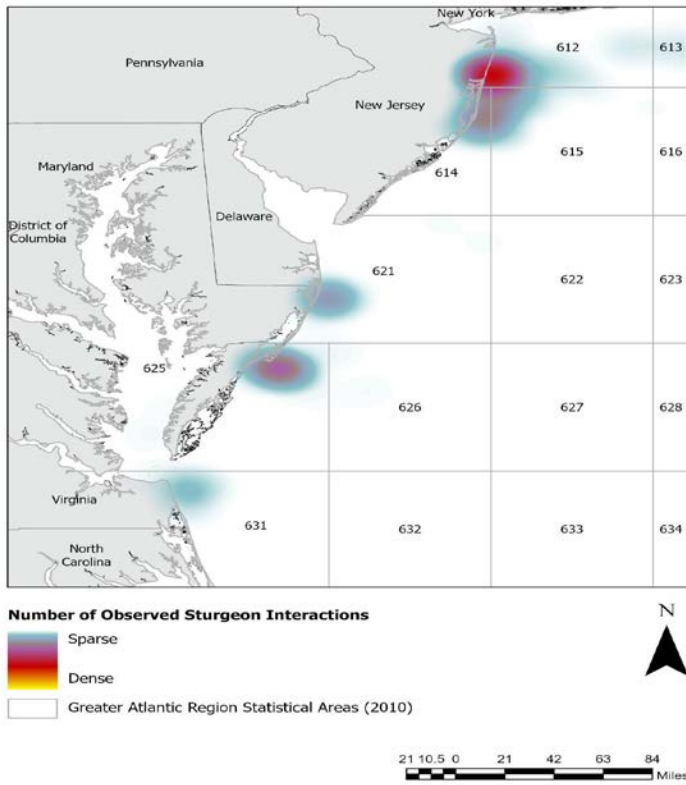 New York
612
613
Pennsylvania
New Jersey
615
616
614
Maryland
Delaware
District of
Columbia
621
622
623
625
626
627
628
Virginia
631
632
633
634
North
Carolina
Number of Observed Sturgeon Interactions
Sparse
Dense
Greater Atlantic Region Statistical Areas (2010)
N
21 10.5 0 21 42 63 84
Miles